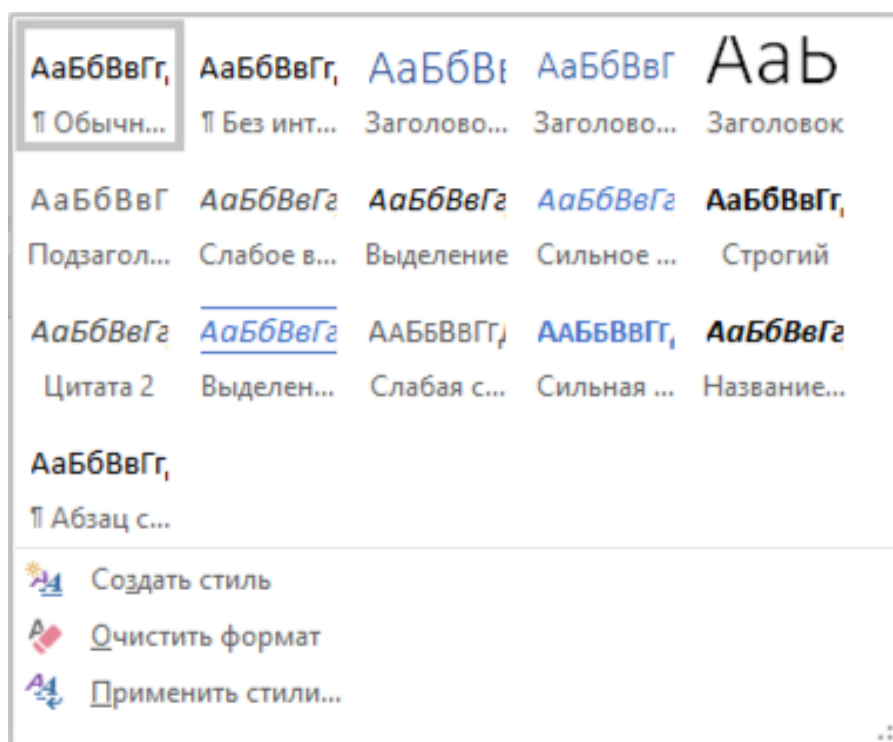 АаБбВвГг, АаБбВвГг, АаБбВı АаБбВвГ Ааb
¶ Обычн... ¶ Без инт... Заголово... Заголово... Заголовок
АаБбВвГ АаБбВвГг АаБбВвГг АаБбВвГг АаБбВвГг,
Подзагол... Слабое в... Выделение Сильное ... Строгий
АаБбВвГг АаБбВвГг АаБбВвГг, АаБбВвГг, АаБбВвГг
Цитата 2 Выделен... Слабая с... Сильная ... Название...
АаБбВвГг,
¶ Абзац с...
Создать стиль
Очистить формат
Применить стили...